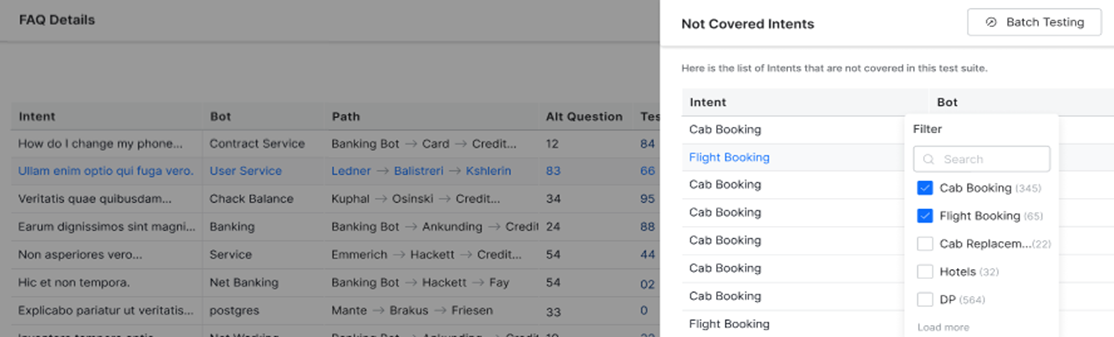 FAQ Details
Intent Bot Path Alt Question Tes
How do I change my phone... Contract Service Banking Bot → Card → Credit... 12 84
Ullam enim optio qui fuga vero. User Service Ledner → Balistreri → Kshlerin 83 66
Veritatis quae quibusdam... Chack Balance Kuphal → Osinski → Credit... 34 95
Earum dignissimos sint magni... Banking Banking Bot → Ankunding → Credit 24 88
Non asperiores vero... Service Emmerich → Hackett → Credit... 54 44
Hic et non tempora. Net Banking Banking Bot → Hackett → Fay 54 02
Explicabo pariatur ut veritatis... postgres Mante → Brakus → Friesen 33 0
Not Covered Intents
Batch Testing
Here is the list of Intents that are not covered in this test suite.
Intent Bot
Cab Booking
Flight Booking
Cab Booking
Cab Booking
Cab Booking
Cab Booking
Cab Booking
Flight Booking
Filter
Search
Cab Booking (345)
Flight Booking (65)
Cab Replacem...(22)
Hotels (32)
DP (564)
Load more